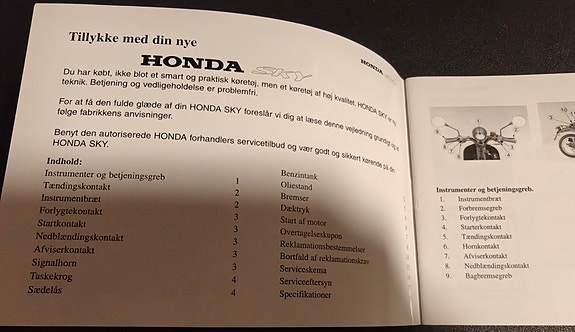 Tillykke med din nye
HONDA SKY
HONDA
Du har købt, ikke blot et smart og praktisk køretøj, men et køretøj af høj kvalitet. HONDA SKY er
teknik. Betjening og vedligeholdelse er problemfri.
For at få den fulde glæde af din HONDA SKY foreslår vi dig at læse denne vejledning grundigt og at
følge fabrikkens anvisninger.
Benyt den autoriserede HONDA forhandlers servicetilbud og vær godt og sikkert kørende på din
HONDA SKY.
Indhold:
Instrumenter og betjeningsgreb 1
Tændingskontakt 2
Instrumentbræt 2
Forlygtekontakt 3
Startkontakt 3
Nedblændingskontakt 3
Afviserkontakt 3
Signalhorn 3
Taskekrog 4
Sædelås 4
Benzintank
Oliestand
Bremser
Dæktryk
Start af motor
Overtagelseskupon
Reklamationsbestemmelser
Bortfald af reklamationskrav
Serviceskema
Serviceeftersyn
Specifikationer
10
Instrumenter og betjeningsgreb.
1. Instrumentbræt
2. Forbremsegreb
3. Forlygtekontakt
4. Starterkontakt
5. Tændingskontakt
6. Hornkontakt
7. Afviserkontakt
8. Nedblændingskontakt
9. Bagbremsegreb